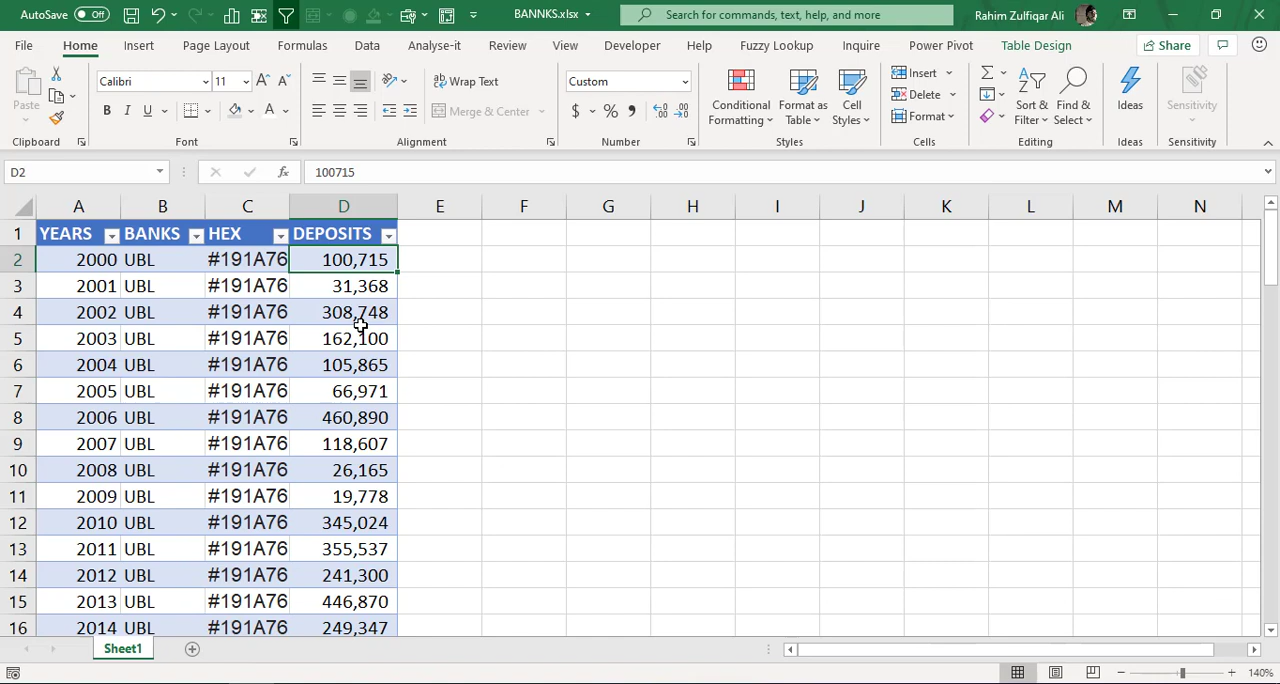 AutoSave Off BANNKS.xlsx Search for commands, text, help, and more Rahim Zulfiqar Ali
File Home Insert Page Layout Formulas Data Analyse-it Review View Developer Help Fuzzy Lookup Inquire Power Pivot Table Design Share
Paste Calibri 11 A A ab Wrap Text Custom Conditional Formatting Format as Table Cell Styles Insert Delete Format Sort & Filter Find & Select Ideas Sensitivity
B I U A Merge & Center $ % 9
Clipboard Font Alignment Number Styles Cells Editing Ideas Sensitivity
D2 fx 100715
A B C D E F G H I J K L M N
1 YEARS BANKS HEX DEPOSITS
2 2000 UBL #191A76 100,715
3 2001 UBL #191A76 31,368
4 2002 UBL #191A76 308,748
5 2003 UBL #191A76 162,100
6 2004 UBL #191A76 105,865
7 2005 UBL #191A76 66,971
8 2006 UBL #191A76 460,890
9 2007 UBL #191A76 118,607
10 2008 UBL #191A76 26,165
11 2009 UBL #191A76 19,778
12 2010 UBL #191A76 345,024
13 2011 UBL #191A76 355,537
14 2012 UBL #191A76 241,300
15 2013 UBL #191A76 446,870
16 2014 UBL #191A76 249,347
Sheet1
140%